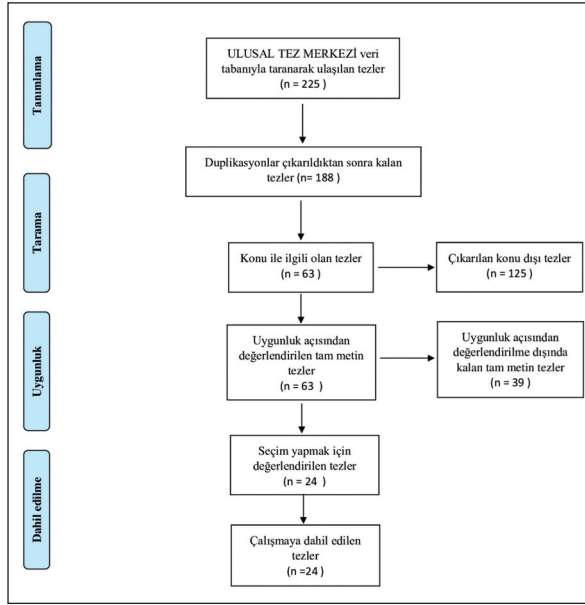 Tanımlama
ULUSAL TEZ MERKEZİ veri
tabanıyla taranarak ulaşılan tezler
(n = 225)
Duplikasyonlar çıkarıldıktan sonra kalan
tezler (n= 188 )
Tarama
Konu ile ilgili olan tezler
(n = 63 )
Çıkarılan konu dışı tezler
(n = 125 )
Uygunluk
Uygunluk açısından
değerlendirilen tam metin
tezler
(n = 63 )
Uygunluk açısından
değerlendirilme dışında
kalan tam metin tezler
(n = 39 )
Dahil edilme
Seçim yapmak için
değerlendirilen tezler
(n = 24 )
Çalışmaya dahil edilen
tezler
(n =24 )